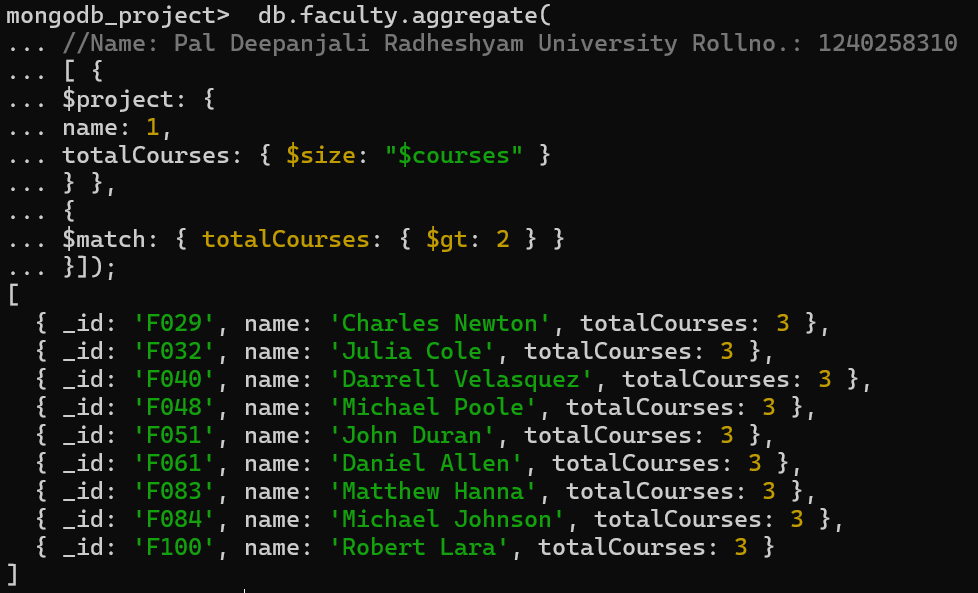 mongodb_project>  db.faculty.aggregate(
... //Name: Pal Deepanjali Radheshyam University Rollno.: 1240258310
... [ {
... $project: {
... name: 1,
... totalCourses: { $size: "$courses" }
... } },
... {
... $match: { totalCourses: { $gt: 2 } }
... }]);
[
  { _id: 'F029', name: 'Charles Newton', totalCourses: 3 },
  { _id: 'F032', name: 'Julia Cole', totalCourses: 3 },
  { _id: 'F040', name: 'Darrell Velasquez', totalCourses: 3 },
  { _id: 'F048', name: 'Michael Poole', totalCourses: 3 },
  { _id: 'F051', name: 'John Duran', totalCourses: 3 },
  { _id: 'F061', name: 'Daniel Allen', totalCourses: 3 },
  { _id: 'F083', name: 'Matthew Hanna', totalCourses: 3 },
  { _id: 'F084', name: 'Michael Johnson', totalCourses: 3 },
  { _id: 'F100', name: 'Robert Lara', totalCourses: 3 }
]